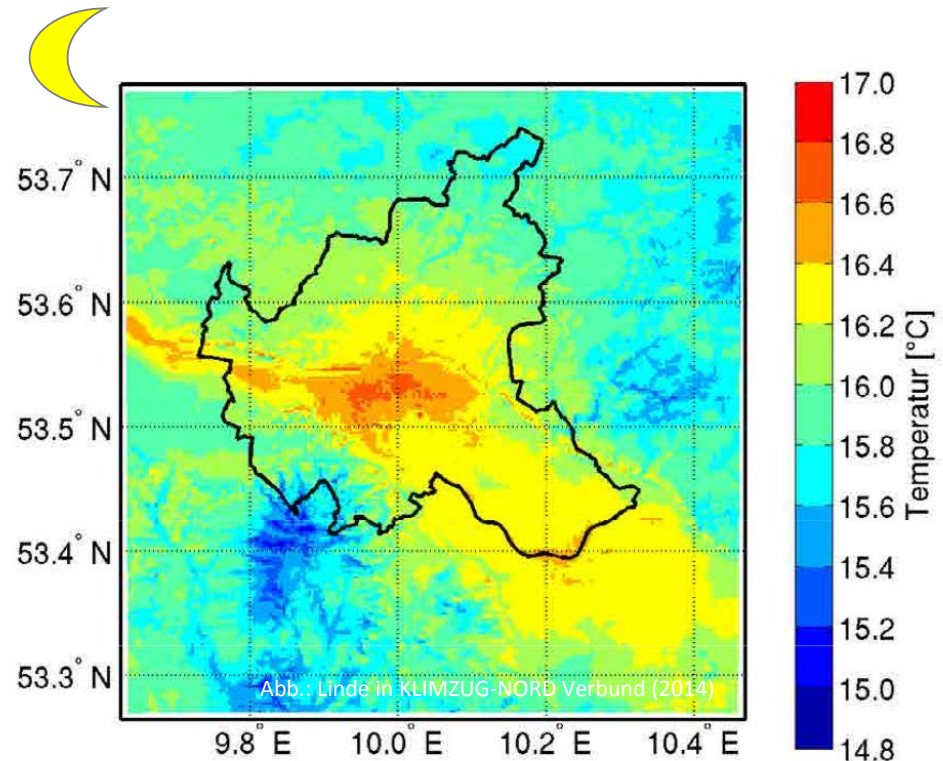 53.7° N
53.6° N
53.5° N
53.4° N
53.3° N
9.8° E 10.0° E 10.2° E 10.4° E
Abb.: Linde in KLIMZUG-NORD Verbund (2014)
17.0
16.8
16.6
16.4
16.2
16.0
15.8
15.6
15.4
15.2
15.0
14.8
Temperatur [°C]